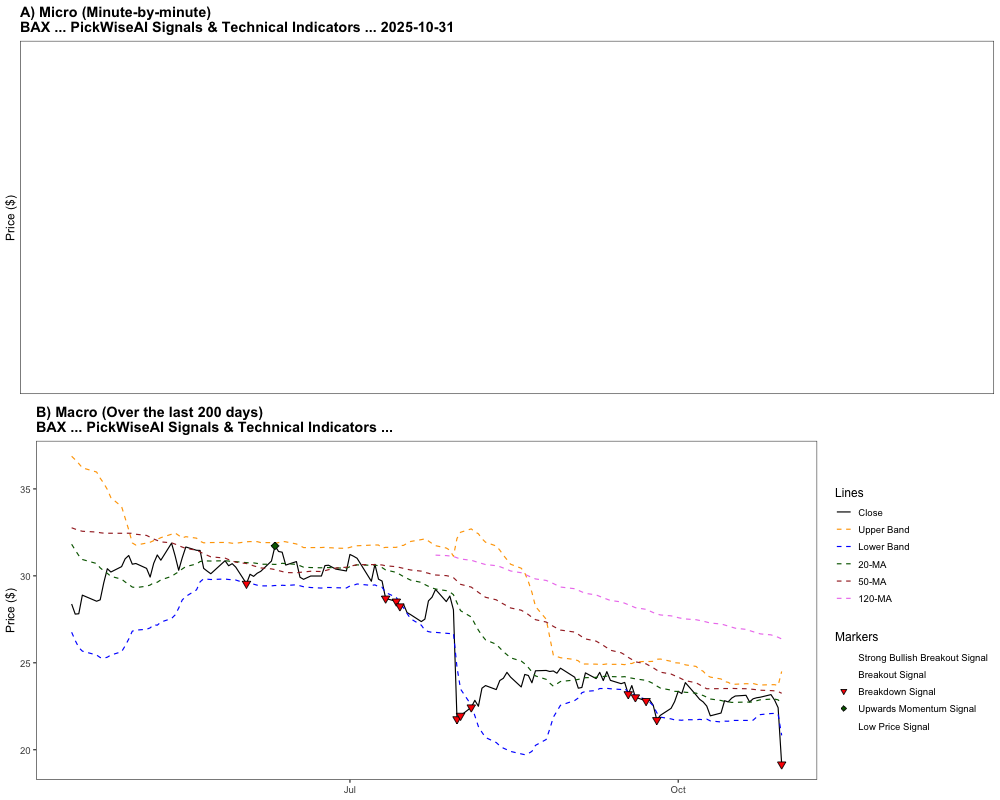 A) Micro (Minute-by-minute)
BAX ... PickWiseAI Signals & Technical Indicators ... 2025-10-31
Price ($)
B) Macro (Over the last 200 days)
BAX ... PickWiseAI Signals & Technical Indicators ...
Price ($)
35
30
25
20
Jul
Oct
Lines
Close
Upper Band
Lower Band
20-MA
50-MA
120-MA
Markers
Strong Bullish Breakout Signal
Breakout Signal
Breakdown Signal
Upwards Momentum Signal
Low Price Signal